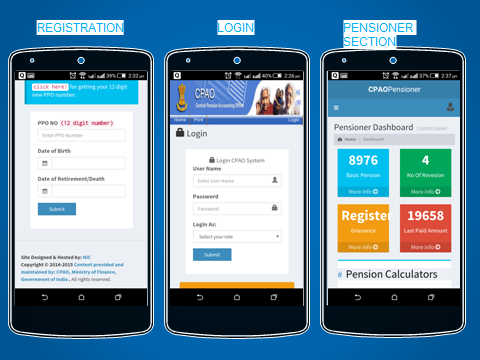 REGISTRATION
LOGIN
PENSIONER
SECTION
39% 2:32 pm
click here! for getting your 12 digit
new PPO number.
PPO NO (12 digit number)
Enter PPO Number
Date of Birth
Date of Retirement/Death
Submit
Site Designed & Hosted by: NIC
Copyright © 2014-2015 Content provided and
maintained by: CPAO, Ministry of Finance,
Government of India . All rights reserved.
40% 2:26 pm
CPAO
Central Pension Accounting Office
Home Print Login
Login
Login CPAO System
User Name
Enter User Name
Password
Password
Login As:
Select your role
Submit
37% 2:37 pm
CPAOPensioner
Pensioner Dashboard Control panel
Home > Dashboard
8976
Basic Pension
More info
4
No Of Revesion
More info
Register
Grievance
More info
19658
Last Paid Amount
More info
# Pension Calculators